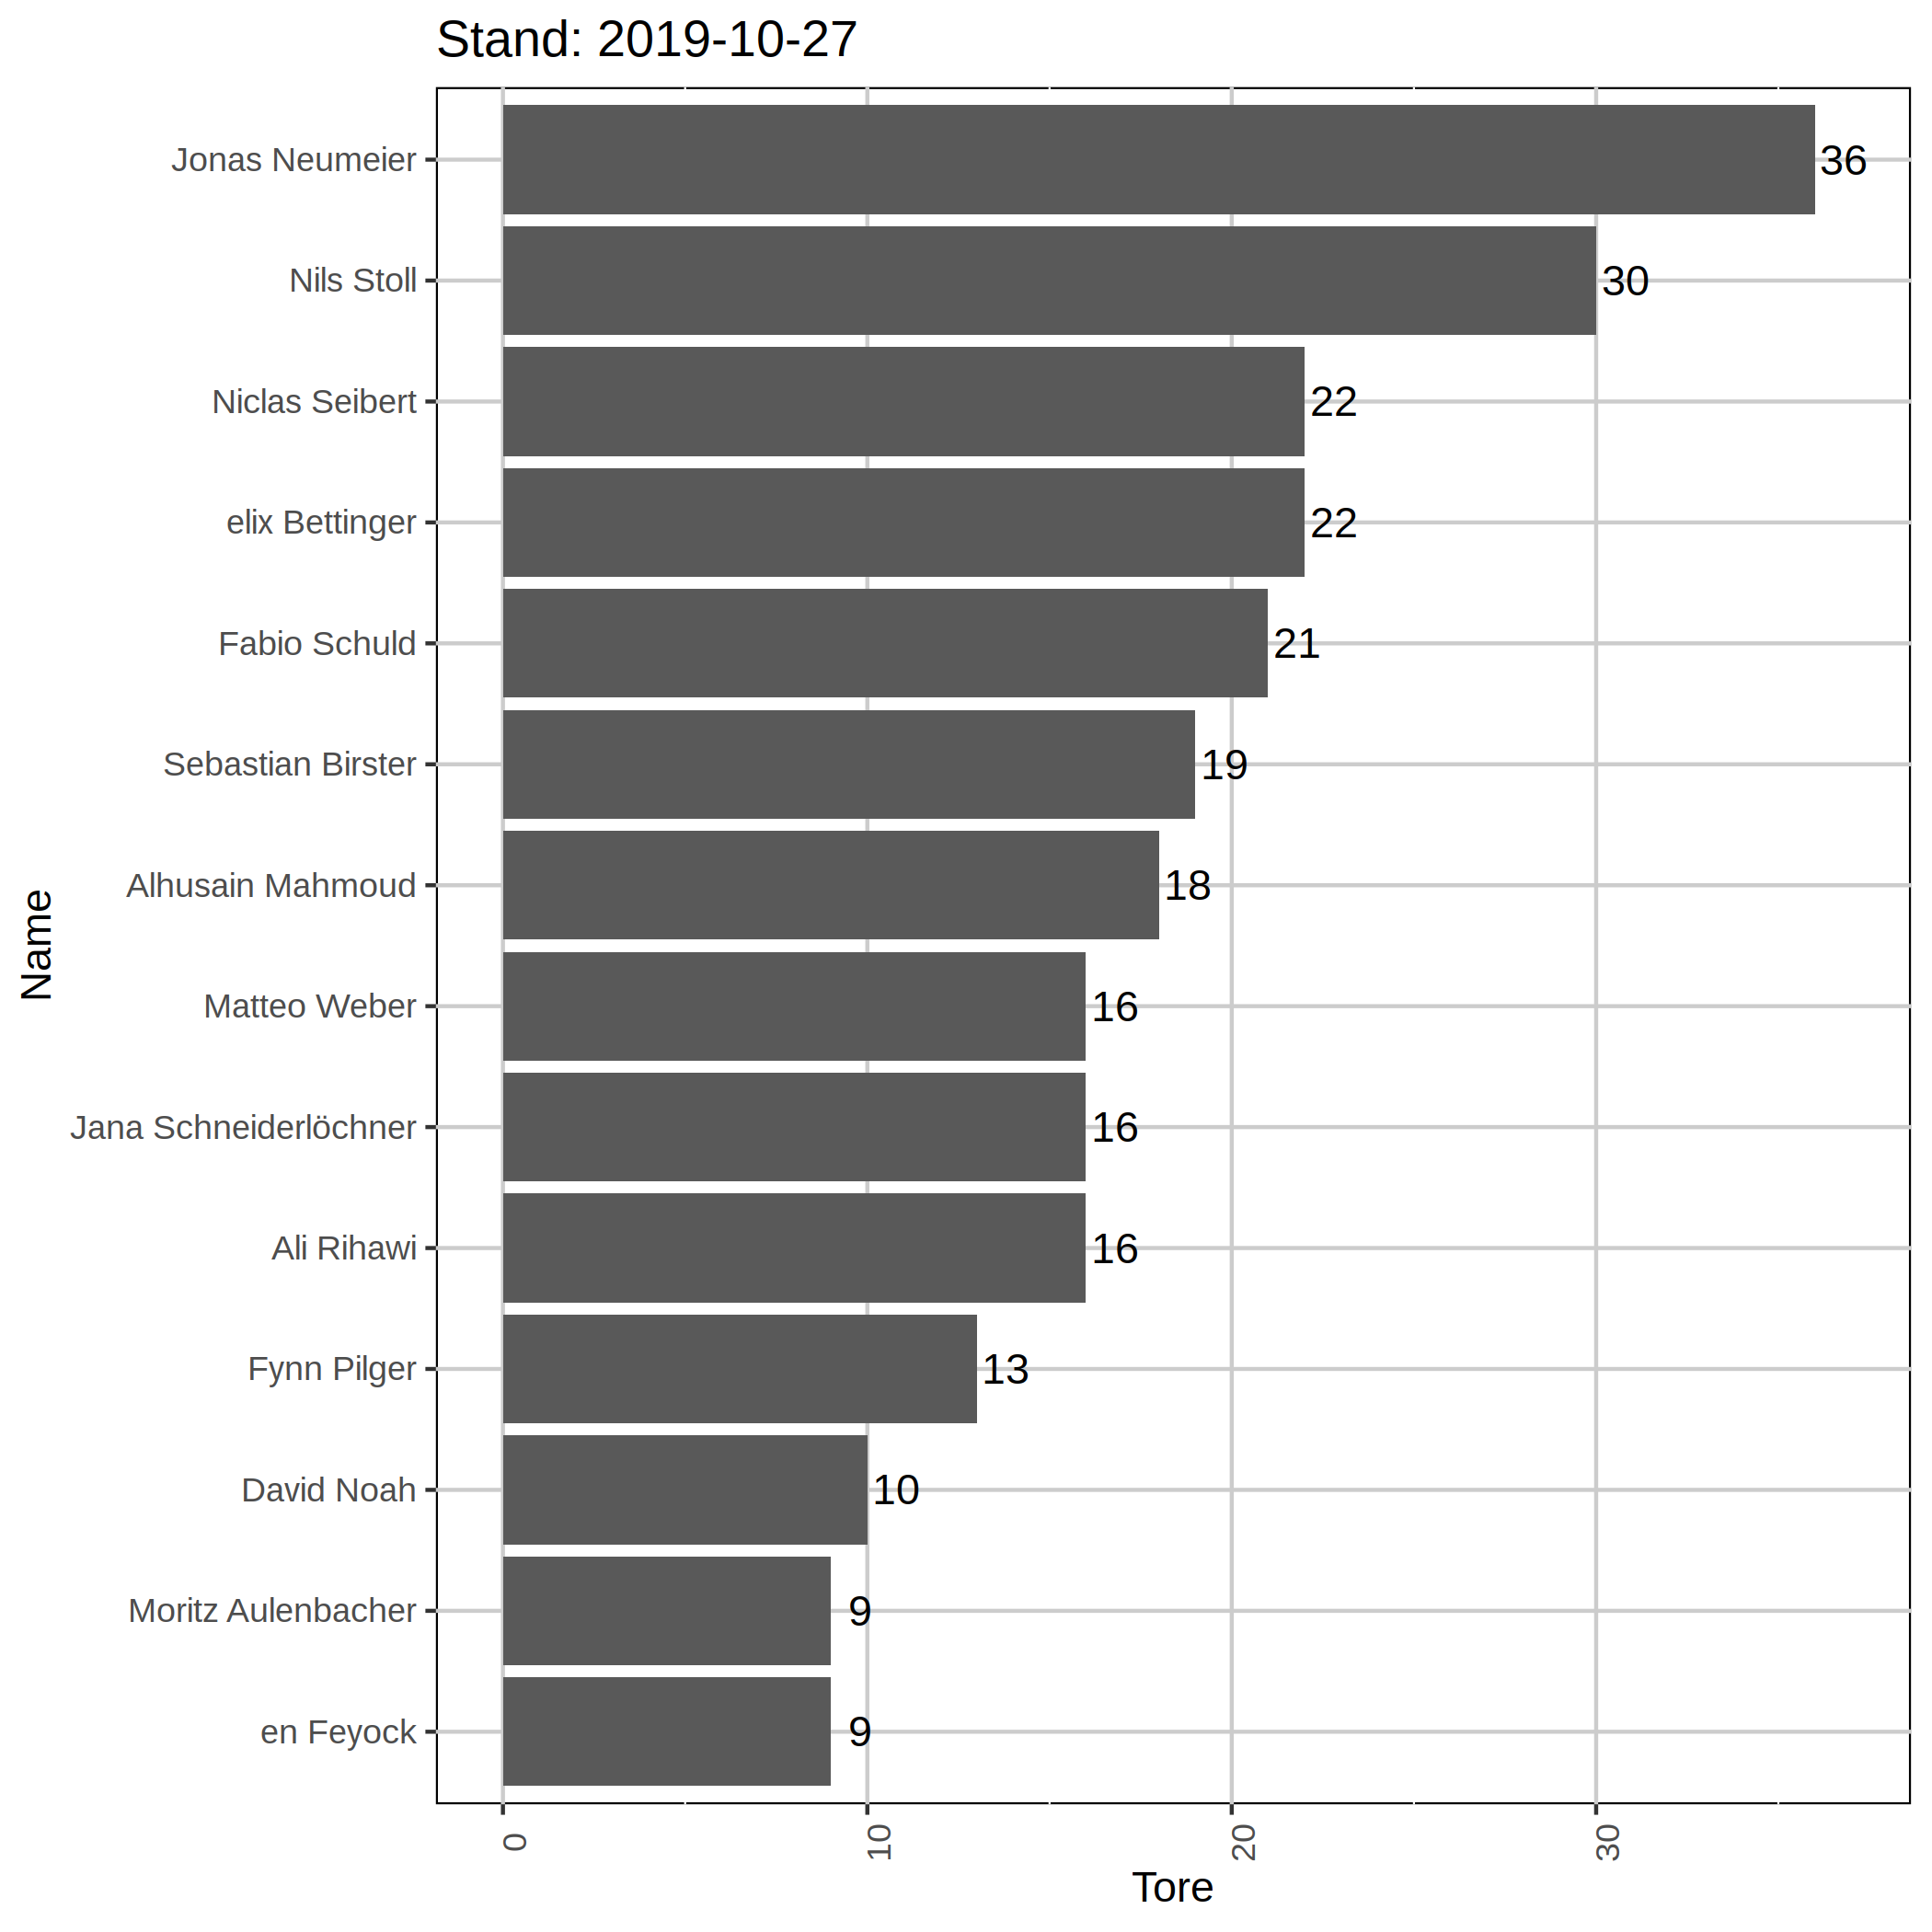 Stand: 2019-10-27
Jonas Neumeier 36
Nils Stoll 30
Niclas Seibert 22
elix Bettinger 22
Fabio Schuld 21
Sebastian Birster 19
Alhusain Mahmoud 18
Matteo Weber 16
Jana Schneiderlöchner 16
Ali Rihawi 16
Fynn Pilger 13
David Noah 10
Moritz Aulenbacher 9
en Feyock 9
Name
0 10 20 30
Tore